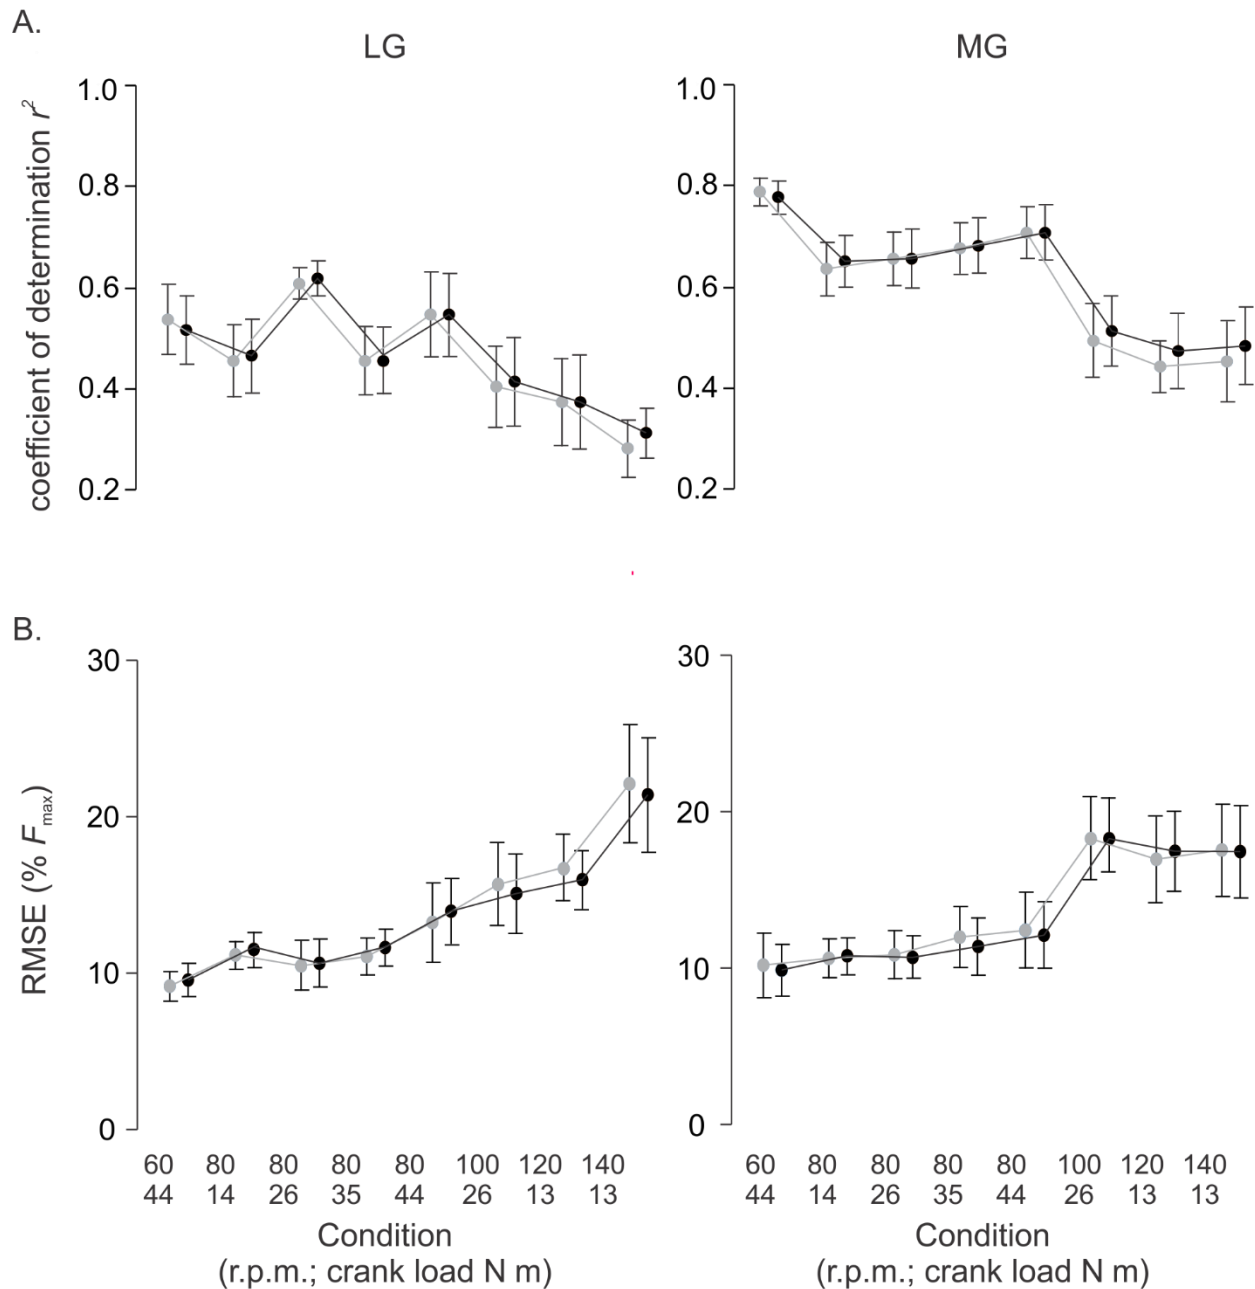 A.
LG
MG
coefficient of determination r²
1.0
0.8
0.6
0.4
0.2
1.0
0.8
0.6
0.4
0.2
B.
RMSE (% Fmax)
30
20
10
0
30
20
10
0
60 80 80 80 80 100 120 140
44 14 26 35 44 26 13 13
Condition
(r.p.m.; crank load N m)
60 80 80 80 80 100 120 140
44 14 26 35 44 26 13 13
Condition
(r.p.m.; crank load N m)